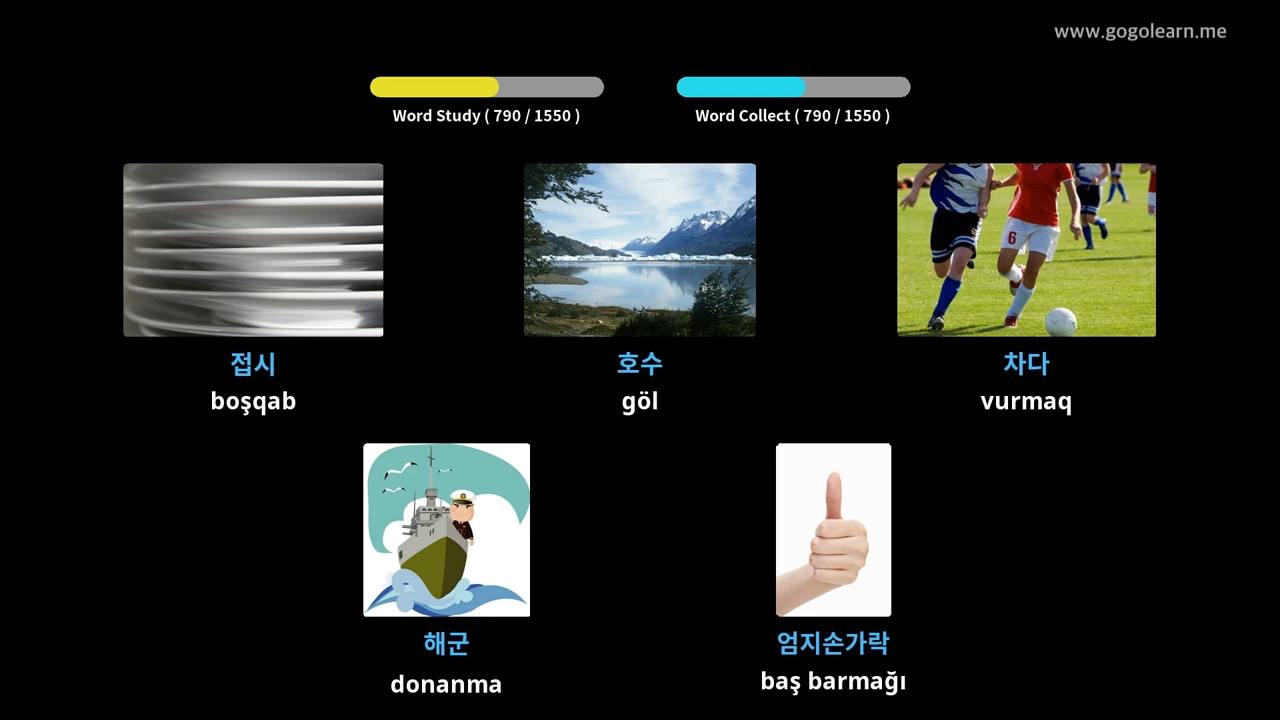 www.gogolearn.me
Word Study ( 790 / 1550 )
Word Collect ( 790 / 1550 )
접시
boşqab
호수
göl
차다
vurmaq
6
해군
donanma
엄지손가락
baş barmağı